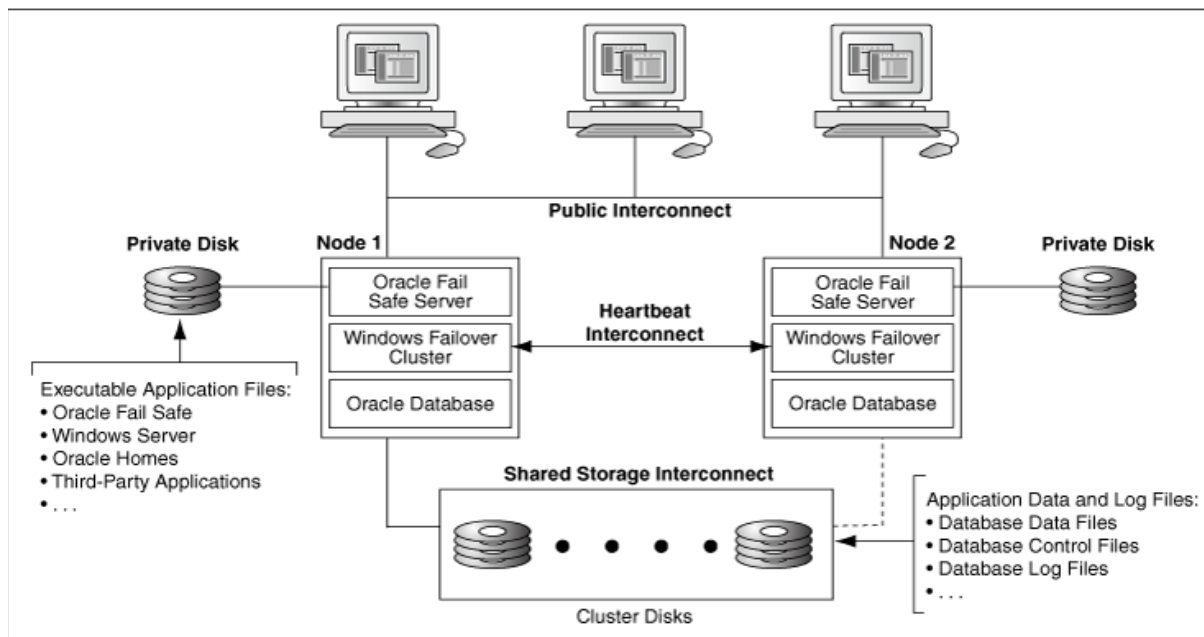 Public Interconnect
Private Disk
Node 1
Node 2
Private Disk
Oracle Fail
Safe Server
Windows Failover
Cluster
Oracle Database
Heartbeat
Interconnect
Oracle Fail
Safe Server
Windows Failover
Cluster
Oracle Database
Executable Application Files:
• Oracle Fail Safe
• Windows Server
• Oracle Homes
• Third-Party Applications
• . . .
Shared Storage Interconnect
Cluster Disks
Application Data and Log Files:
• Database Data Files
• Database Control Files
• Database Log Files
• . . .